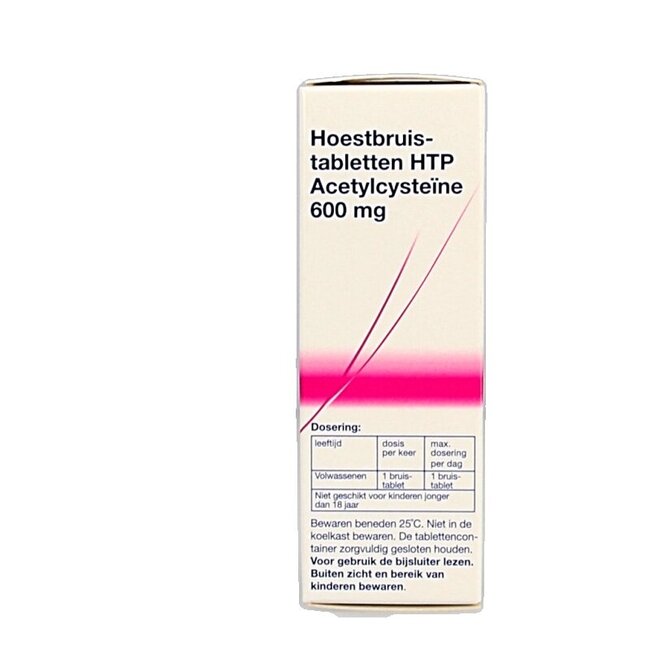 Hoestbruis-
tabletten HTP
Acetylcysteïne
600 mg
Dosering:
leeftijd dosis per keer max. dosering per dag
Volwassenen 1 bruis-tablet 1 bruis-tablet
Niet geschikt voor kinderen jonger
dan 18 jaar
Bewaren beneden 25°C. Niet in de
koelkast bewaren. De tablettencon-
tainer zorgvuldig gesloten houden.
Voor gebruik de bijsluiter lezen.
Buiten zicht en bereik van
kinderen bewaren.